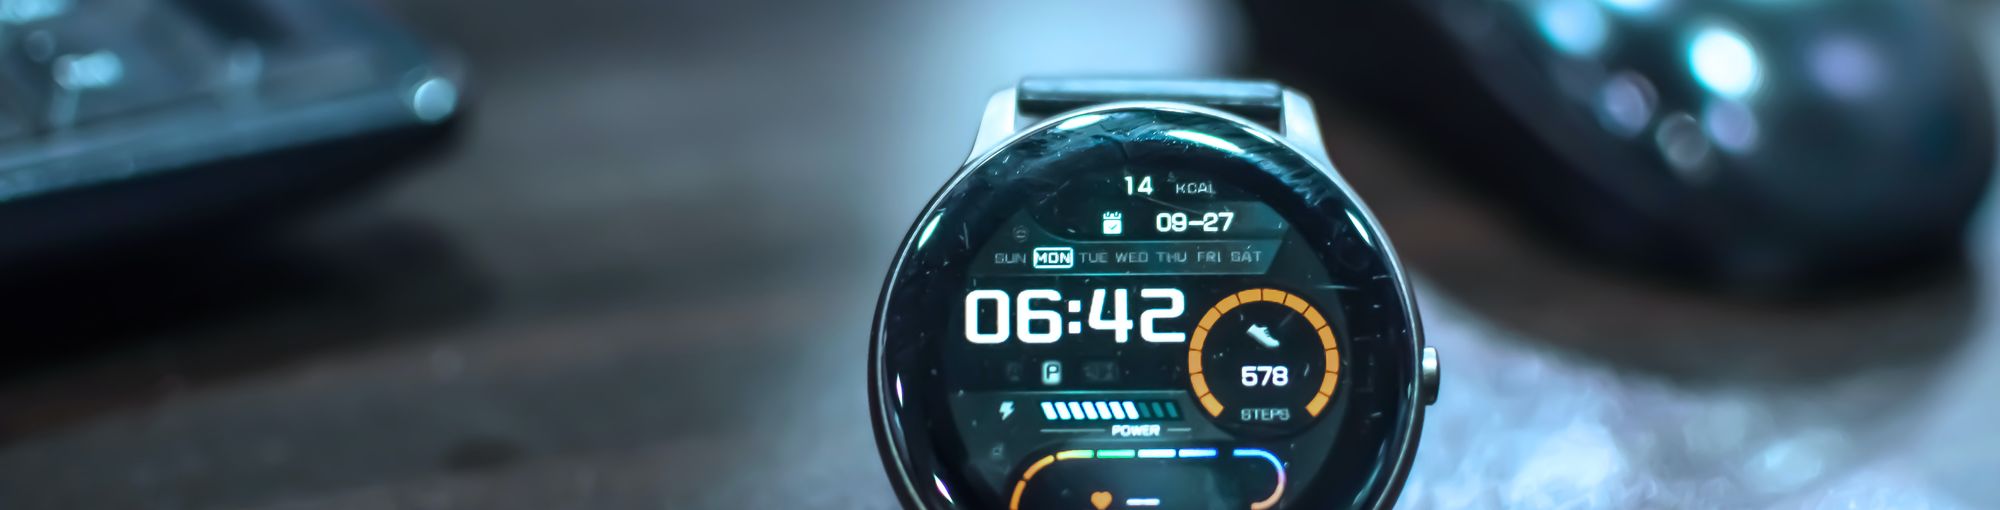 14 KCAL
09-27
SUN MON TUE WED THU FRI SAT
06:42
P
578
STEPS
POWER